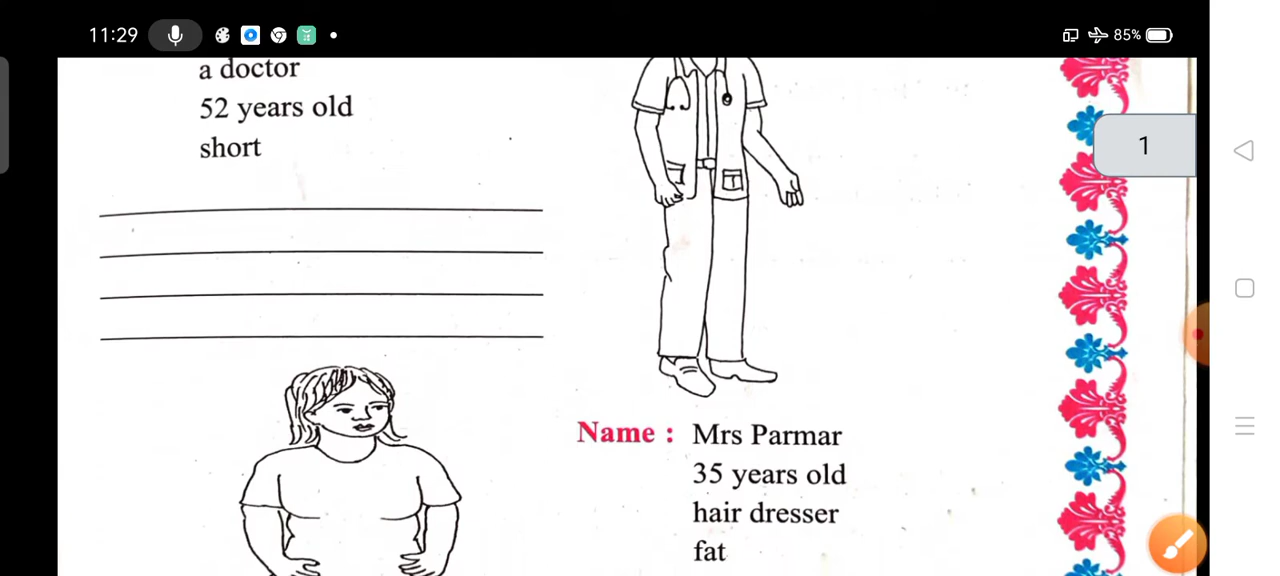 11:29
85%
a doctor
52 years old
short
1
Name : Mrs Parmar
35 years old
hair dresser
fat